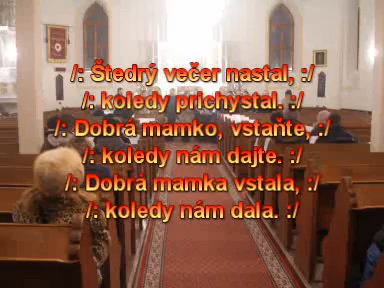 /: Štedrý večer nastal, :/
/: koledy prichystal. :/
/: Dobrá mamko, vstaňte, :/
/: koledy nám dajte. :/
/: Dobrá mamka vstala, :/
/: koledy nám dala. :/